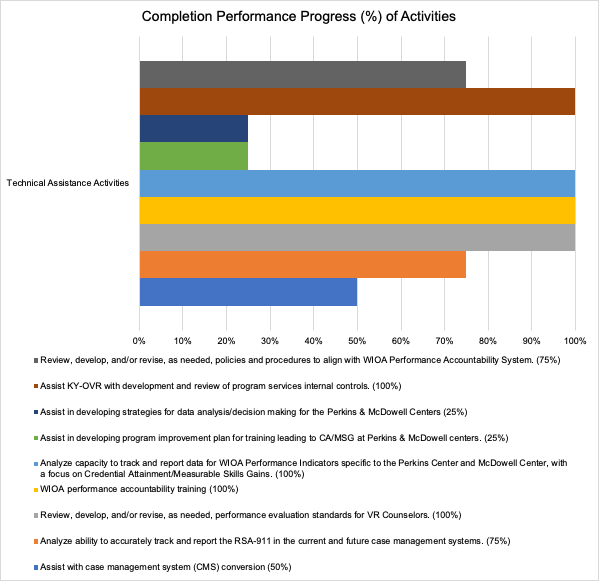 Completion Performance Progress (%) of Activities
Technical Assistance Activities
0% 10% 20% 30% 40% 50% 60% 70% 80% 90% 100%
Review, develop, and/or revise, as needed, policies and procedures to align with WIOA Performance Accountability System. (75%)
Assist KY-OVR with development and review of program services internal controls. (100%)
Assist in developing strategies for data analysis/decision making for the Perkins & McDowell Centers (25%)
Assist in developing program improvement plan for training leading to CA/MSG at Perkins & McDowell centers. (25%)
Analyze capacity to track and report data for WIOA Performance Indicators specific to the Perkins Center and McDowell Center, with
a focus on Credential Attainment/Measurable Skills Gains. (100%)
WIOA performance accountability training (100%)
Review, develop, and/or revise, as needed, performance evaluation standards for VR Counselors. (100%)
Analyze ability to accurately track and report the RSA-911 in the current and future case management systems. (75%)
Assist with case management system (CMS) conversion (50%)